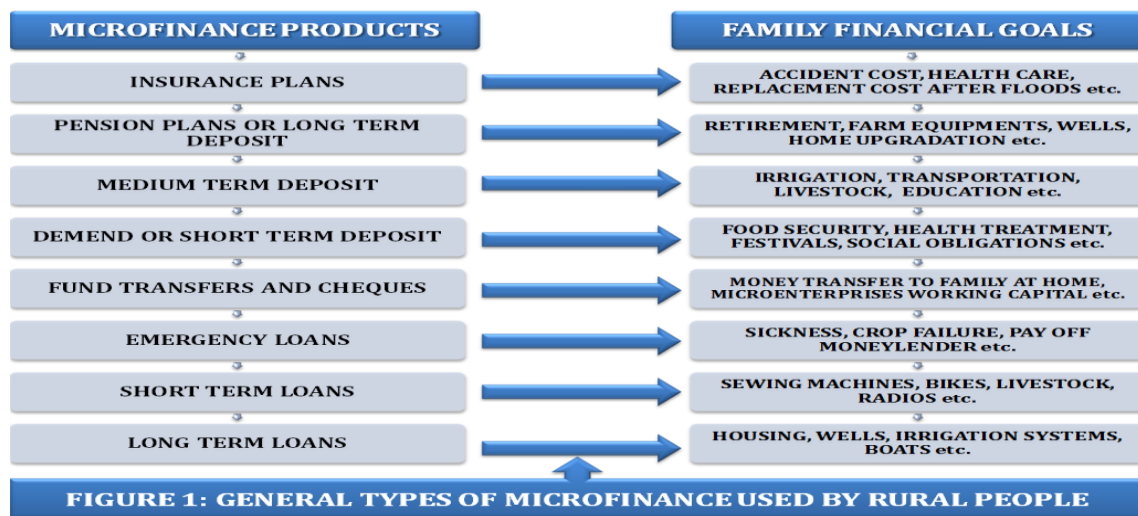 MICROFINANCE PRODUCTS
FAMILY FINANCIAL GOALS
INSURANCE PLANS
ACCIDENT COST, HEALTH CARE,
REPLACEMENT COST AFTER FLOODS etc.
PENSION PLANS OR LONG TERM
DEPOSIT
RETIREMENT, FARM EQUIPMENTS, WELLS,
HOME UPGRADATION etc.
MEDIUM TERM DEPOSIT
IRRIGATION, TRANSPORTATION,
LIVESTOCK, EDUCATION etc.
DEMEND OR SHORT TERM DEPOSIT
FOOD SECURITY, HEALTH TREATMENT,
FESTIVALS, SOCIAL OBLIGATIONS etc.
FUND TRANSFERS AND CHEQUES
MONEY TRANSFER TO FAMILY AT HOME,
MICROENTERPRISES WORKING CAPITAL etc.
EMERGENCY LOANS
SICKNESS, CROP FAILURE, PAY OFF
MONEYLENDER etc.
SHORT TERM LOANS
SEWING MACHINES, BIKES, LIVESTOCK,
RADIOS etc.
LONG TERM LOANS
HOUSING, WELLS, IRRIGATION SYSTEMS,
BOATS etc.
FIGURE 1: GENERAL TYPES OF MICROFINANCE USED BY RURAL PEOPLE